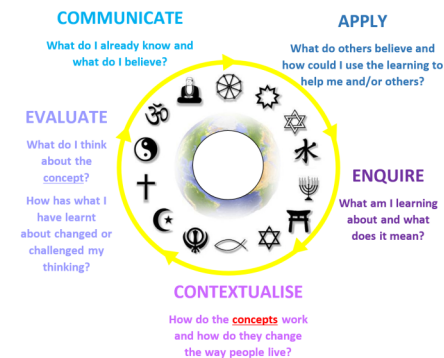 COMMUNICATE
What do I already know and
what do I believe?
APPLY
What do others believe and
how could I use the learning to
help me and/or others?
ENQUIRE
What am I learning
about and what
does it mean?
CONTEXTUALISE
How do the concepts work
and how do they change
the way people live?
EVALUATE
What do I think
about the
concept?
How has what I
have learnt
about changed or
challenged my
thinking?